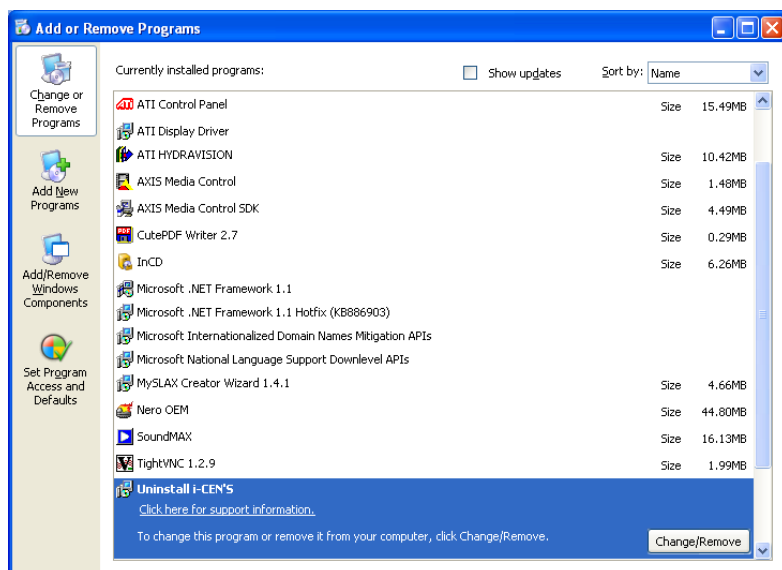 Add or Remove Programs
Change or
Remove
Programs
Add New
Programs
Add/Remove
Windows
Components
Set Program
Access and
Defaults
Currently installed programs: Show updates Sort by: Name
ATI Control Panel Size 15.49MB
ATI Display Driver
ATI HYDRAVISION Size 10.42MB
AXIS Media Control Size 1.48MB
AXIS Media Control SDK Size 4.49MB
PDF CutePDF Writer 2.7 Size 0.29MB
InCD Size 6.26MB
Microsoft .NET Framework 1.1
Microsoft .NET Framework 1.1 Hotfix (KB886903)
Microsoft Internationalized Domain Names Mitigation APIs
Microsoft National Language Support Downlevel APIs
MySLAX Creator Wizard 1.4.1 Size 4.66MB
Nero OEM Size 44.80MB
SoundMAX Size 16.13MB
TightVNC 1.2.9 Size 1.99MB
Uninstall i-CEN'S
Click here for support information.
To change this program or remove it from your computer, click Change/Remove. Change/Remove